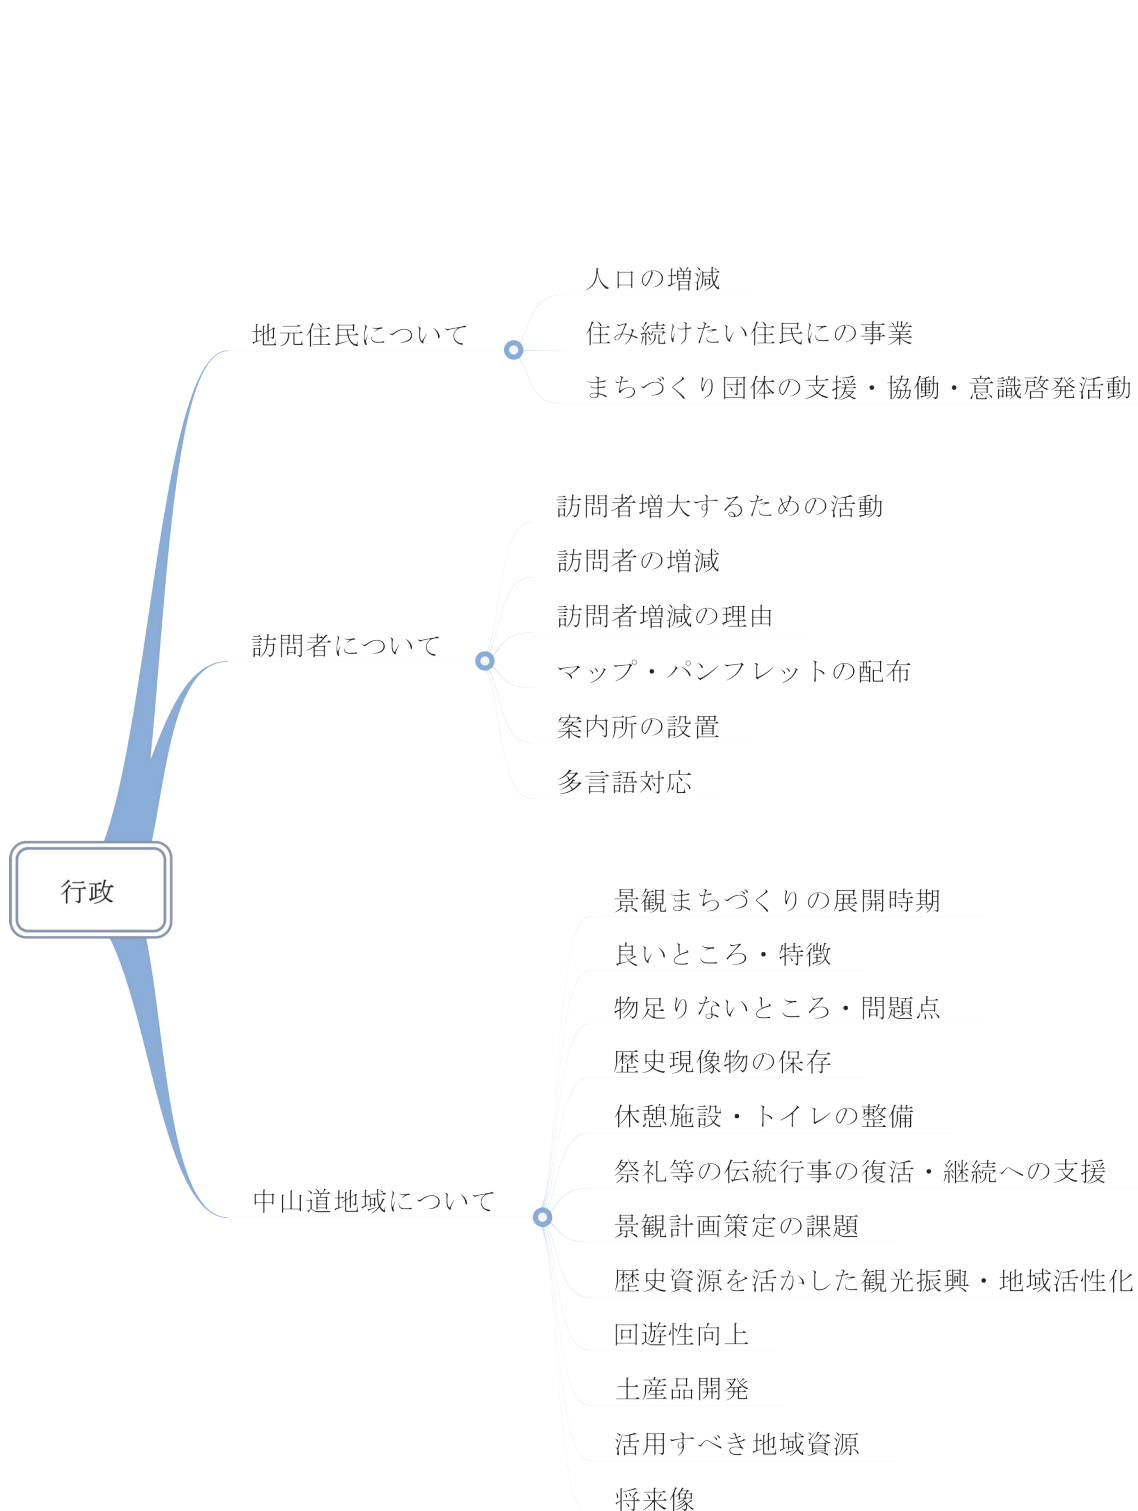 行政
地元住民について
人口の増減
住み続けたい住民にの事業
まちづくり団体の支援・協働・意識啓発活動
訪問者について
訪問者増大するための活動
訪問者の増減
訪問者増減の理由
マップ・パンフレットの配布
案内所の設置
多言語対応
中山道地域について
景観まちづくりの展開時期
良いところ・特徴
物足りないところ・問題点
歴史現像物の保存
休憩施設・トイレの整備
祭礼等の伝統行事の復活・継続への支援
景観計画策定の課題
歴史資源を活かした観光振興・地域活性化
回遊性向上
土産品開発
活用すべき地域資源
将来像